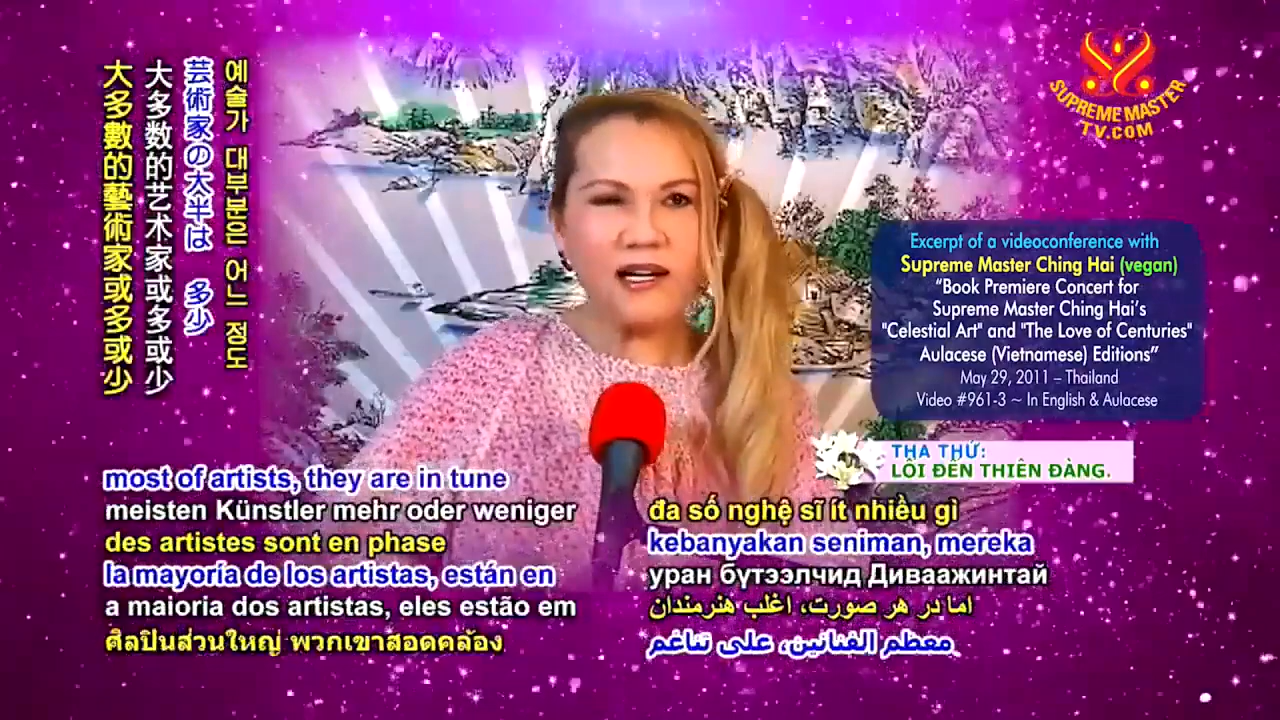 大多數的藝術家或多或少
大多数的艺术家或多或少
芸術家の大半は 多少
예술가 대부분은 어느 정도
SUPREME MASTER
TV.COM
Excerpt of a videoconference with
Supreme Master Ching Hai (vegan)
“Book Premiere Concert for
Supreme Master Ching Hai’s
"Celestial Art" and "The Love of Centuries"
Aulacese (Vietnamese) Editions”
May 29, 2011 – Thailand
Video #961-3 ~ In English & Aulacese
THA THỨ:
LỐI ĐẾN THIÊN ĐÀNG.
most of artists, they are in tune
meisten Künstler mehr oder weniger
des artistes sont en phase
la mayoría de los artistas, están en
a maioria dos artistas, eles estão em
ศิลปินส่วนใหญ่ พวกเขาสอดคล้อง
đa số nghệ sĩ ít nhiều gì
kebanyakan seniman, mereka
уран бүтээлчид Диваажинтай
اما در هر صورت، اغلب هنرمندان
معظم الفنانين، على تناغم